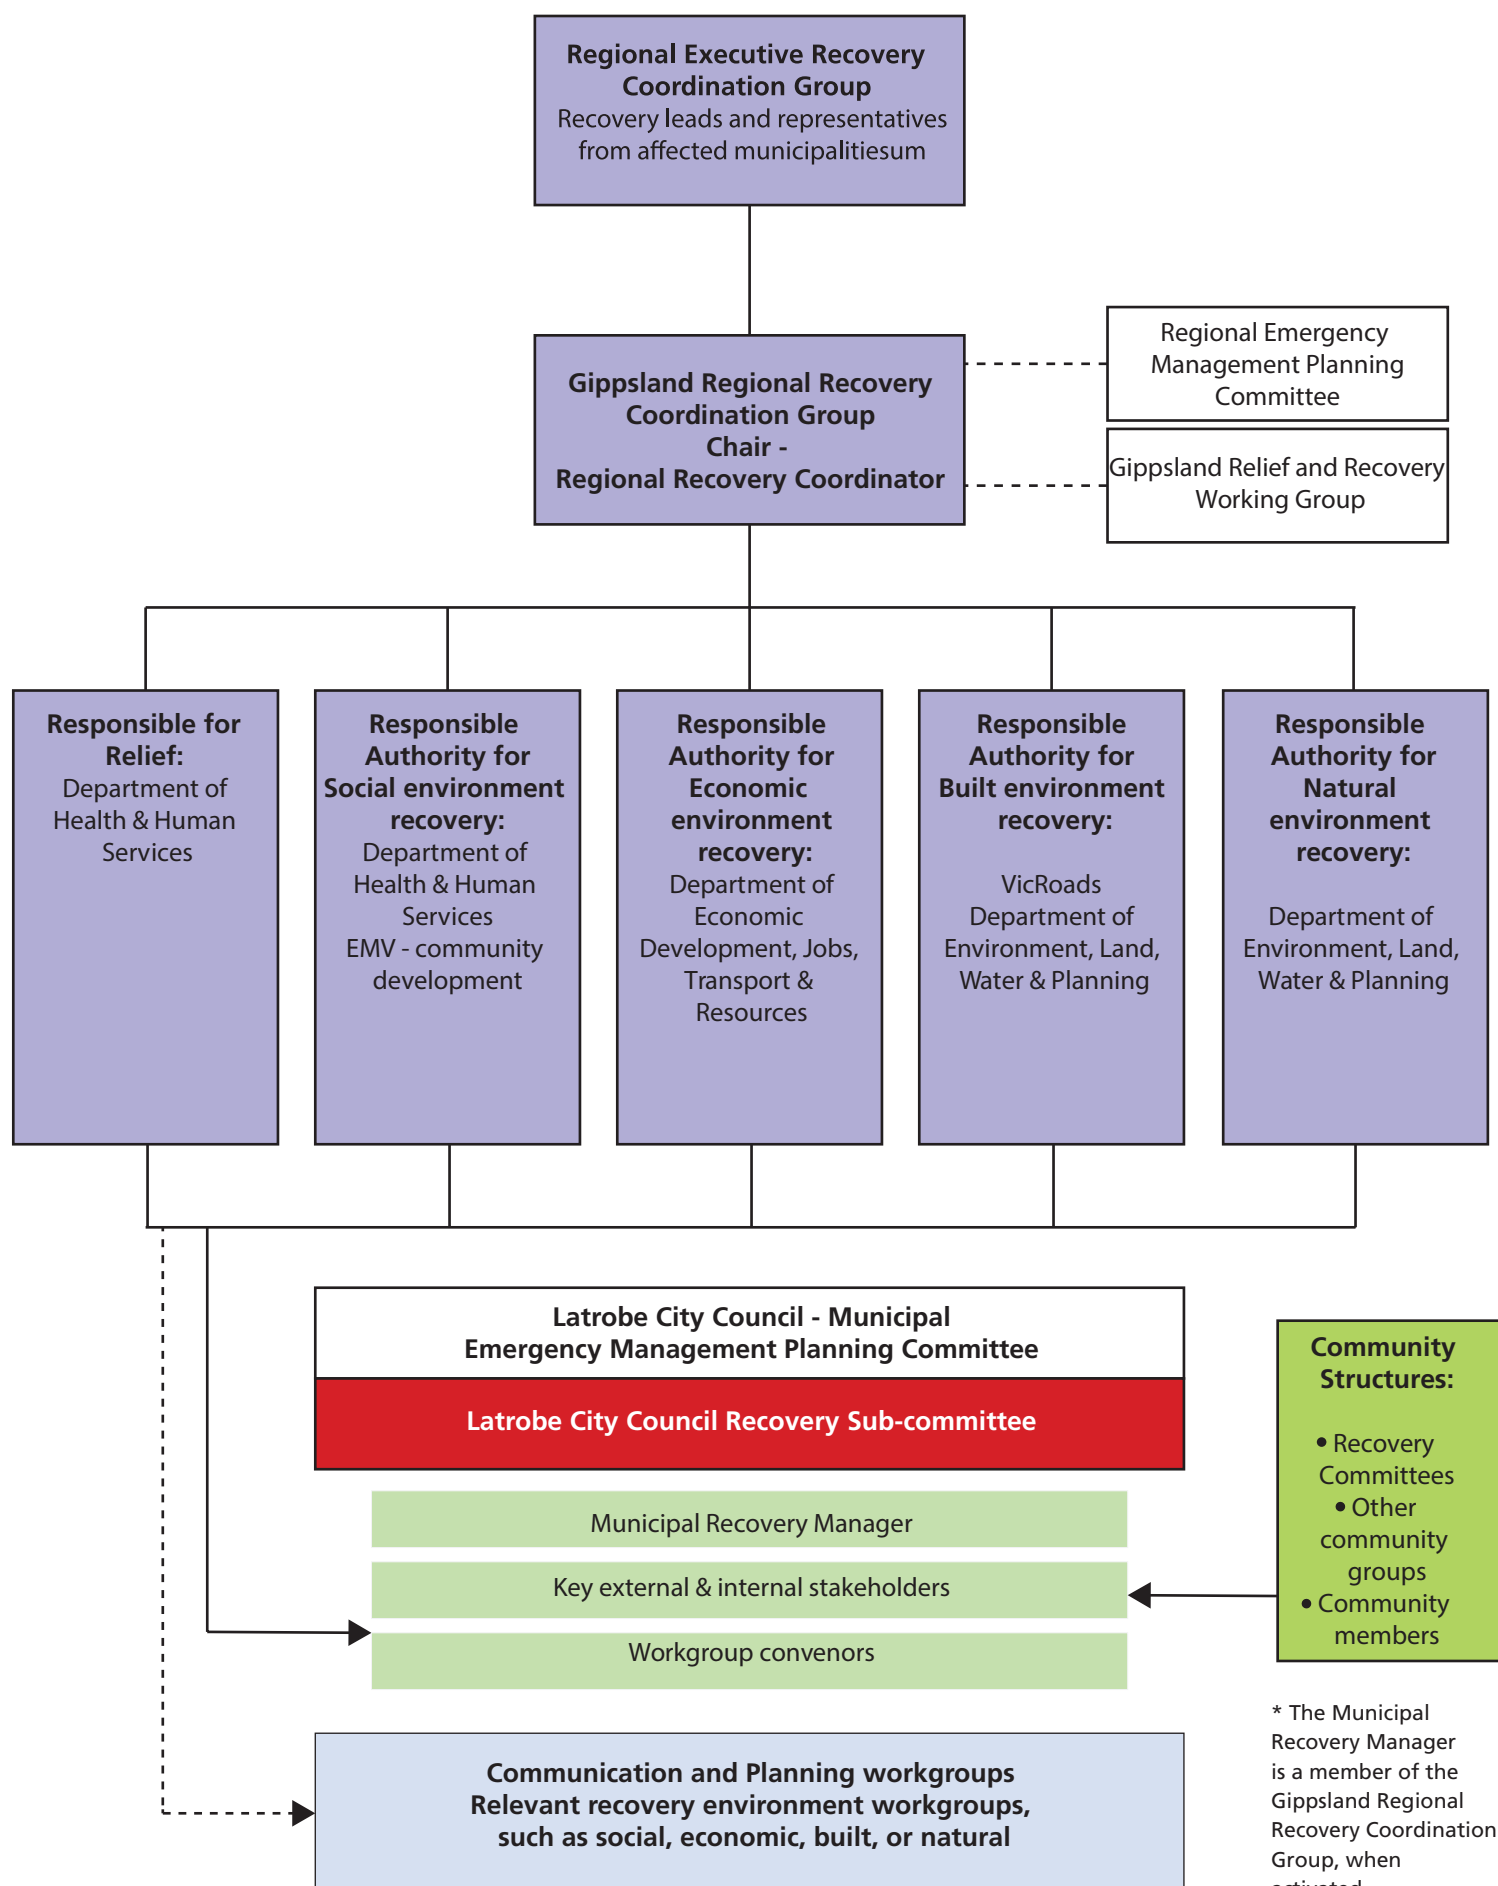 Regional Executive Recovery
Coordination Group
Recovery leads and representatives
from affected municipalitiesum
Regional Emergency
Management Planning
Committee
Gippsland Regional Recovery
Coordination Group
Chair -
Regional Recovery Coordinator
Gippsland Relief and Recovery
Working Group
Responsible for
Relief:
Department of
Health & Human
Services
Responsible
Authority for
Social environment
recovery:
Department of
Health & Human
Services
EMV - community
development
Responsible
Authority for
Economic
environment
recovery:
Department of
Economic
Development, Jobs,
Transport &
Resources
Responsible
Authority for
Built environment
recovery:
VicRoads
Department of
Environment, Land,
Water & Planning
Responsible
Authority for
Natural
environment
recovery:
Department of
Environment, Land,
Water & Planning
Latrobe City Council - Municipal
Emergency Management Planning Committee
Latrobe City Council Recovery Sub-committee
Municipal Recovery Manager
Key external & internal stakeholders
Workgroup convenors
Community
Structures:
• Recovery
Committees
• Other
community
groups
• Community
members
Communication and Planning workgroups
Relevant recovery environment workgroups,
such as social, economic, built, or natural
* The Municipal
Recovery Manager
is a member of the
Gippsland Regional
Recovery Coordination
Group, when